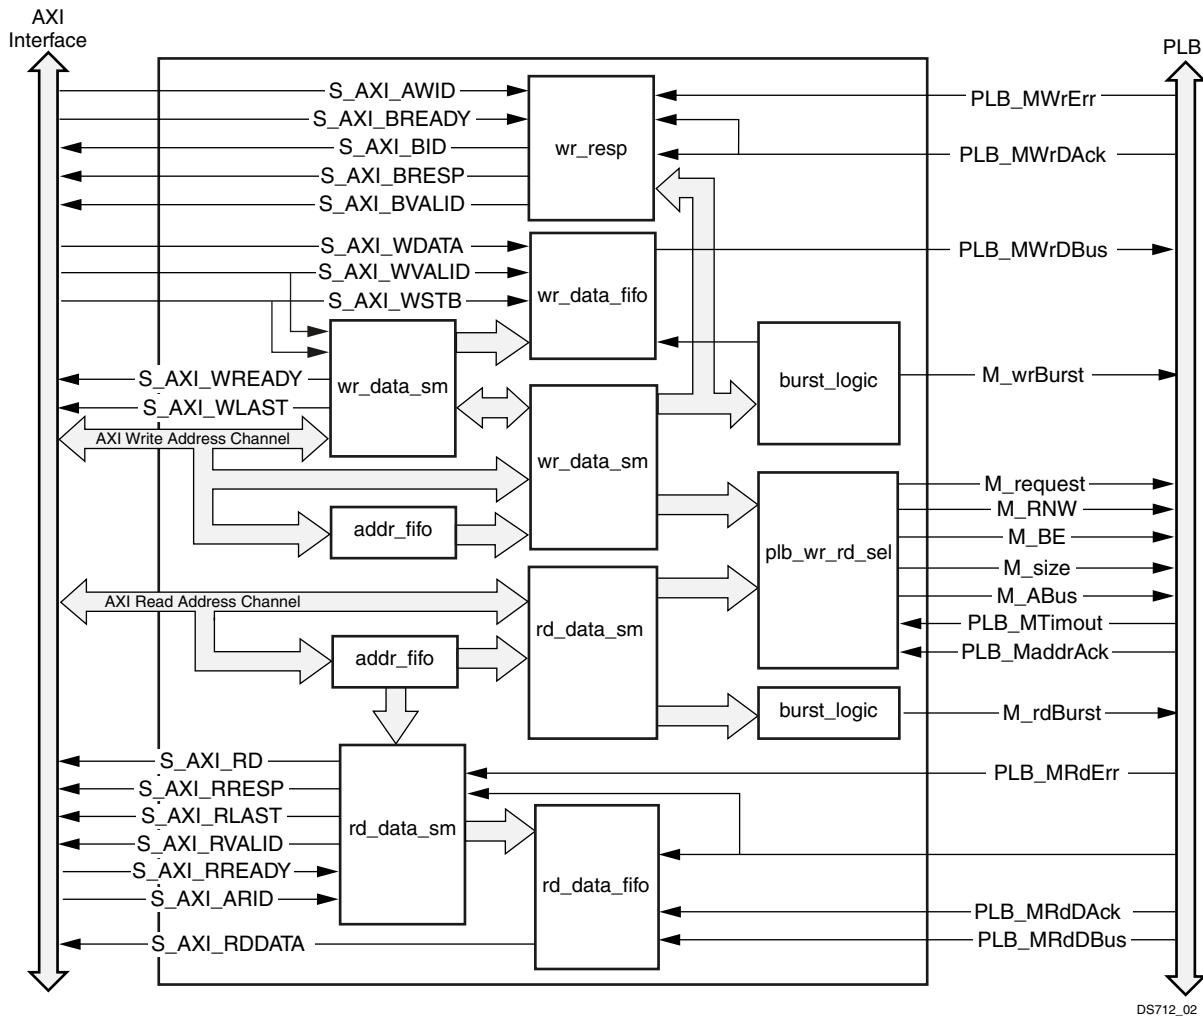 AXI
Interface
PLB
S_AXI_AWID
PLB_MWrErr
S_AXI_BREADY
S_AXI_BID
wr_resp
PLB_MWrDAck
S_AXI_BRESP
S_AXI_BVALID
S_AXI_WDATA
PLB_MWrDBus
S_AXI_WVALID
S_AXI_WSTB
wr_data_fifo
S_AXI_WREADY
wr_data_sm
burst_logic
M_wrBurst
S_AXI_WLAST
AXI Write Address Channel
wr_data_sm
M_request
M_RNW
addr_fifo
M_BE
plb_wr_rd_sel
M_size
M_ABus
AXI Read Address Channel
PLB_MTimout
rd_data_sm
PLB_MaddrAck
addr_fifo
burst_logic
M_rdBurst
S_AXI_RD
PLB_MRdErr
S_AXI_RRESP
S_AXI_RLAST
rd_data_sm
S_AXI_RVALID
S_AXI_RREADY
rd_data_fifo
S_AXI_ARID
PLB_MRdDAck
S_AXI_RDDATA
PLB_MRdDBus
DS712_02